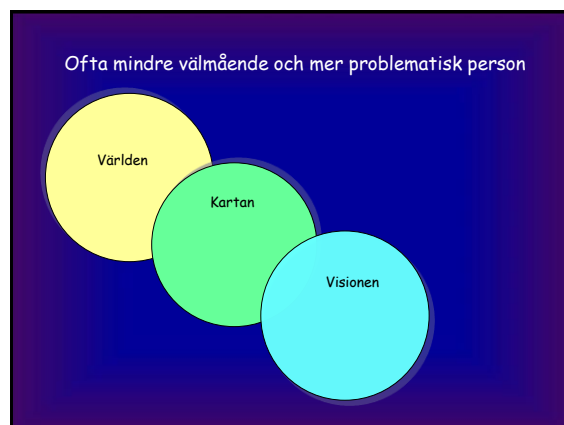 Ofta mindre välmående och mer problematisk person
Världen
Kartan
Visionen